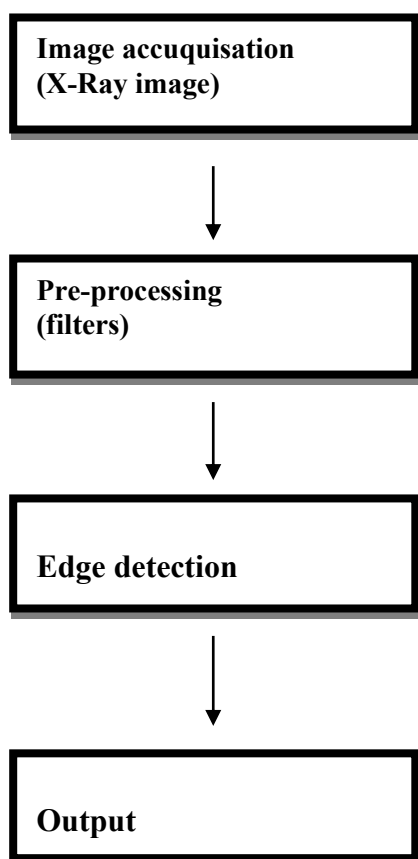 Image accuquisation
(X-Ray image)
Pre-processing
(filters)
Edge detection
Output